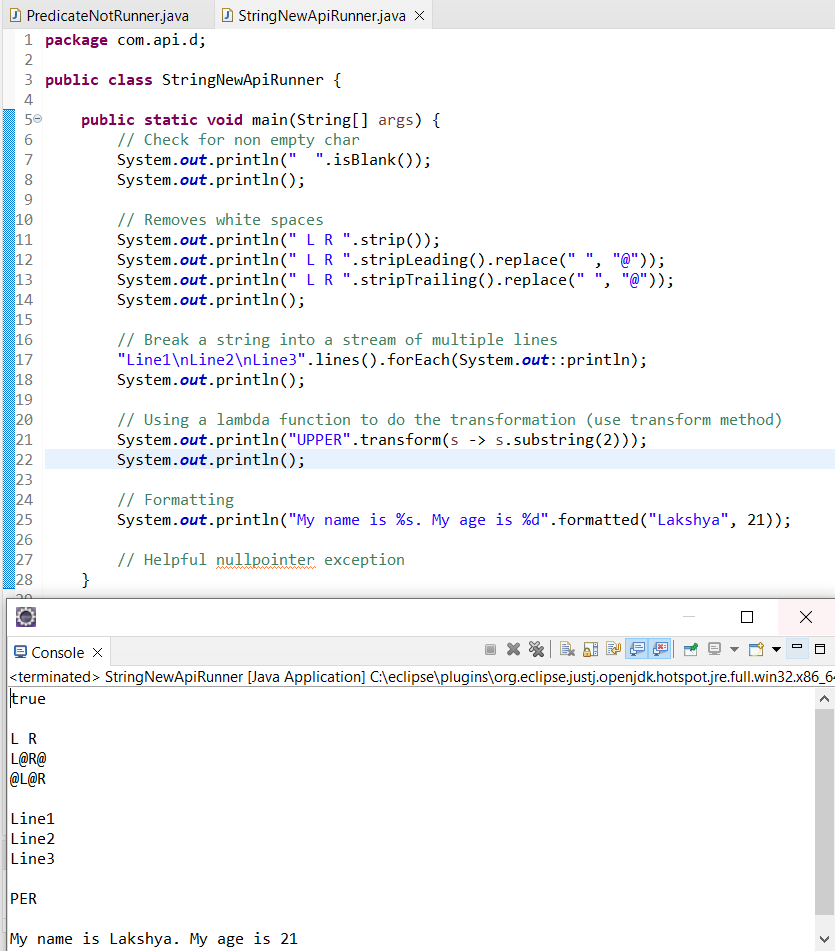 PredicateNotRunner.java
StringNewApiRunner.java
1 package com.api.d;
2
3 public class StringNewApiRunner {
4
5 public static void main(String[] args) {
6 // Check for non empty char
7 System.out.println("  ".isBlank());
8 System.out.println();
9
10 // Removes white spaces
11 System.out.println(" L R ".strip());
12 System.out.println(" L R ".stripLeading().replace(" ", "@"));
13 System.out.println(" L R ".stripTrailing().replace(" ", "@"));
14 System.out.println();
15
16 // Break a string into a stream of multiple lines
17 "Line1\nLine2\nLine3".lines().forEach(System.out::println);
18 System.out.println();
19
20 // Using a lambda function to do the transformation (use transform method)
21 System.out.println("UPPER".transform(s -> s.substring(2)));
22 System.out.println();
23
24 // Formatting
25 System.out.println("My name is %s. My age is %d".formatted("Lakshya", 21));
26
27 // Helpful nullpointer exception
28 }
Console
<terminated> StringNewApiRunner [Java Application] C:\eclipse\plugins\org.eclipse.justj.openjdk.hotspot.jre.full.win32.x86_64
true

L R
L@R@
@L@R

Line1
Line2
Line3

PER

My name is Lakshya. My age is 21